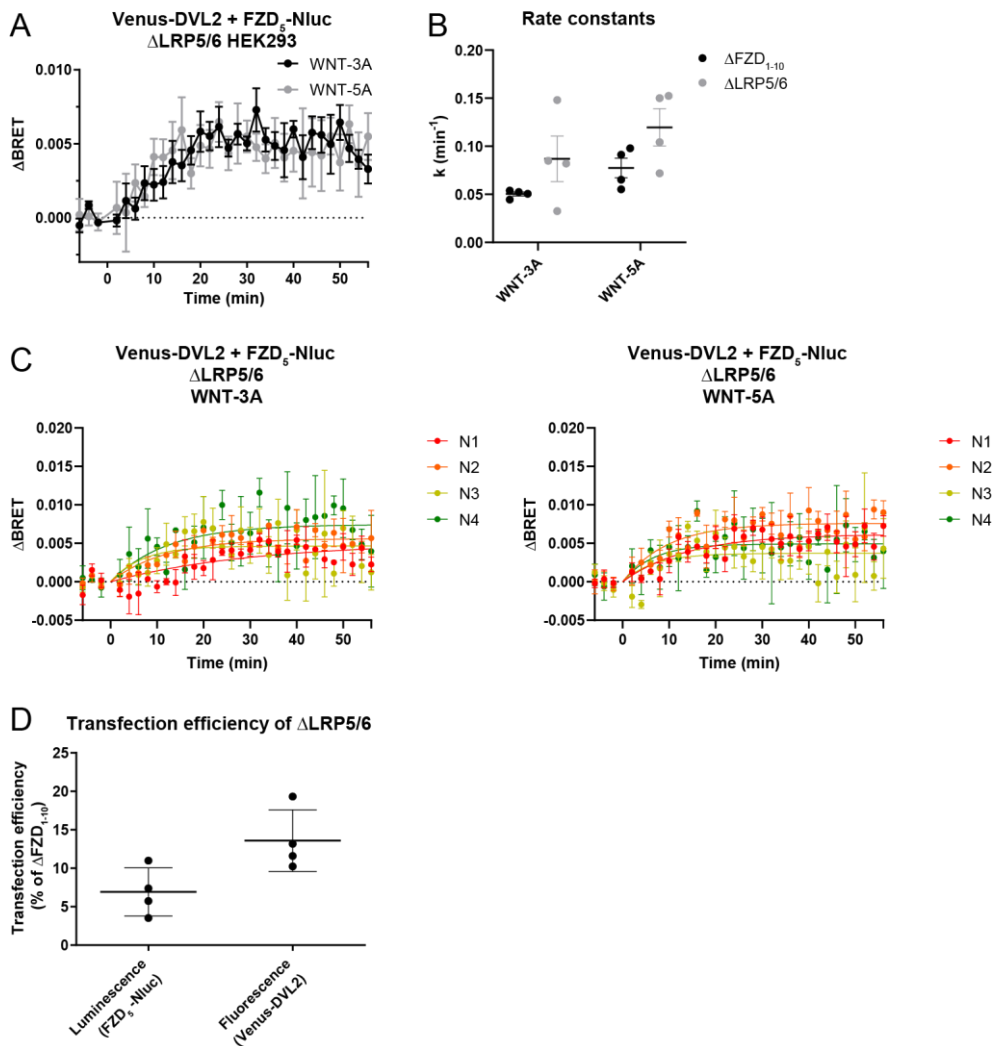 A
Venus-DVL2 + FZD5-Nluc
ΔLRP5/6 HEK293
WNT-3A
WNT-5A
0.010
0.005
0.000
ΔBRET
0 10 20 30 40 50
Time (min)
B
Rate constants
ΔFZD1-10
ΔLRP5/6
0.20
0.15
0.10
0.05
0.00
k (min-1)
WNT-3A
WNT-5A
C
Venus-DVL2 + FZD5-Nluc
ΔLRP5/6
WNT-3A
0.020
0.015
0.010
0.005
0.000
-0.005
ΔBRET
0 10 20 30 40 50
Time (min)
N1
N2
N3
N4
Venus-DVL2 + FZD5-Nluc
ΔLRP5/6
WNT-5A
0.020
0.015
0.010
0.005
0.000
-0.005
ΔBRET
0 10 20 30 40 50
Time (min)
N1
N2
N3
N4
D
Transfection efficiency of ΔLRP5/6
25
20
15
10
5
0
Transfection efficiency
(% of ΔFZD1-10)
Luminescence
(FZD5-Nluc)
Fluorescence
(Venus-DVL2)